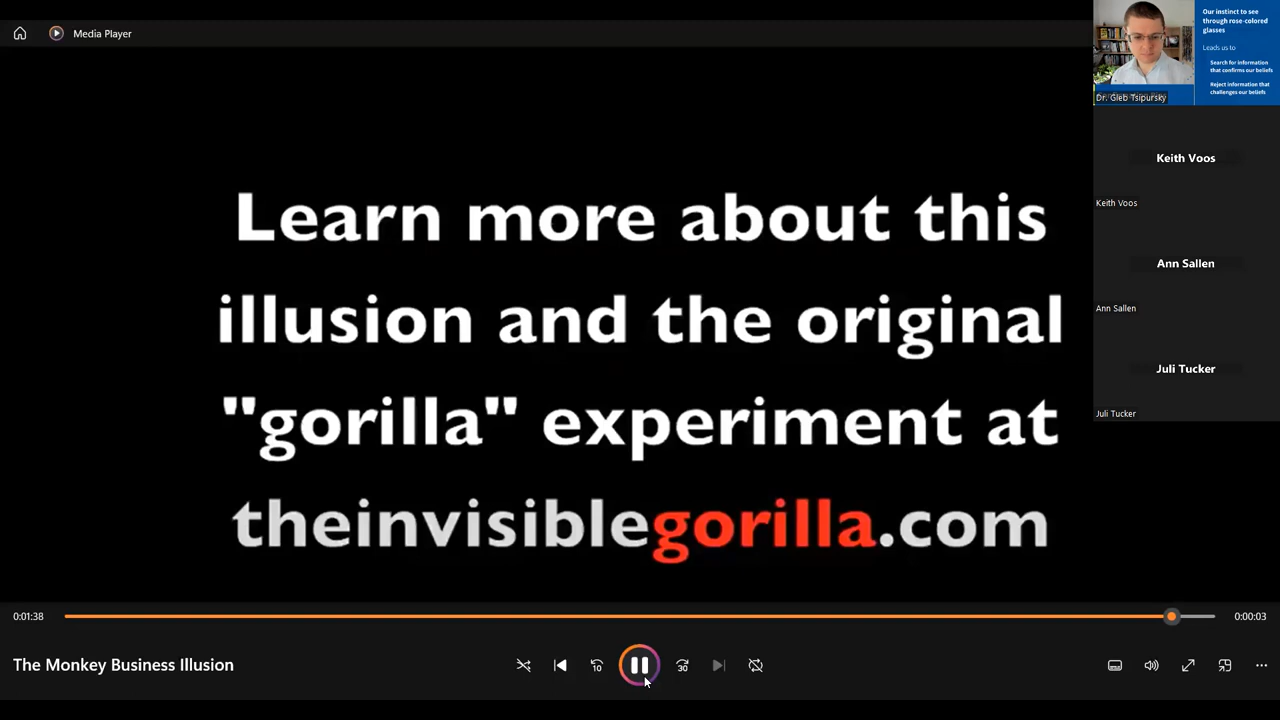 Media Player
Learn more about this
illusion and the original
"gorilla" experiment at
theinvisiblegorilla.com
0:01:38
0:00:03
The Monkey Business Illusion
10
30
Our instinct to see
through rose-colored
glasses
Leads us to
Search for information
that confirms our beliefs
Reject information that
challenges our beliefs
Dr. Gleb Tsipursky
Keith Voos
Keith Voos
Ann Sallen
Ann Sallen
Juli Tucker
Juli Tucker